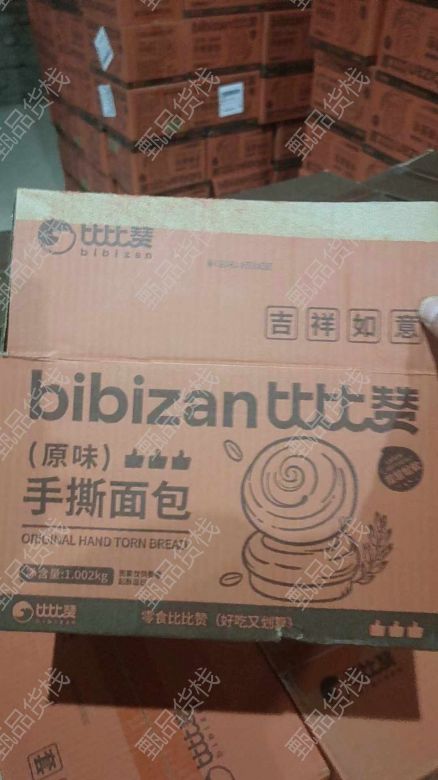 比比赞
bibizan
吉祥如意
bibizan比比赞
(原味)
手撕面包
ORIGINAL HAND TORN BREAD
含量:1.002kg
比比赞
bibizan
零食比比赞 (好吃又划算)
甄品货栈